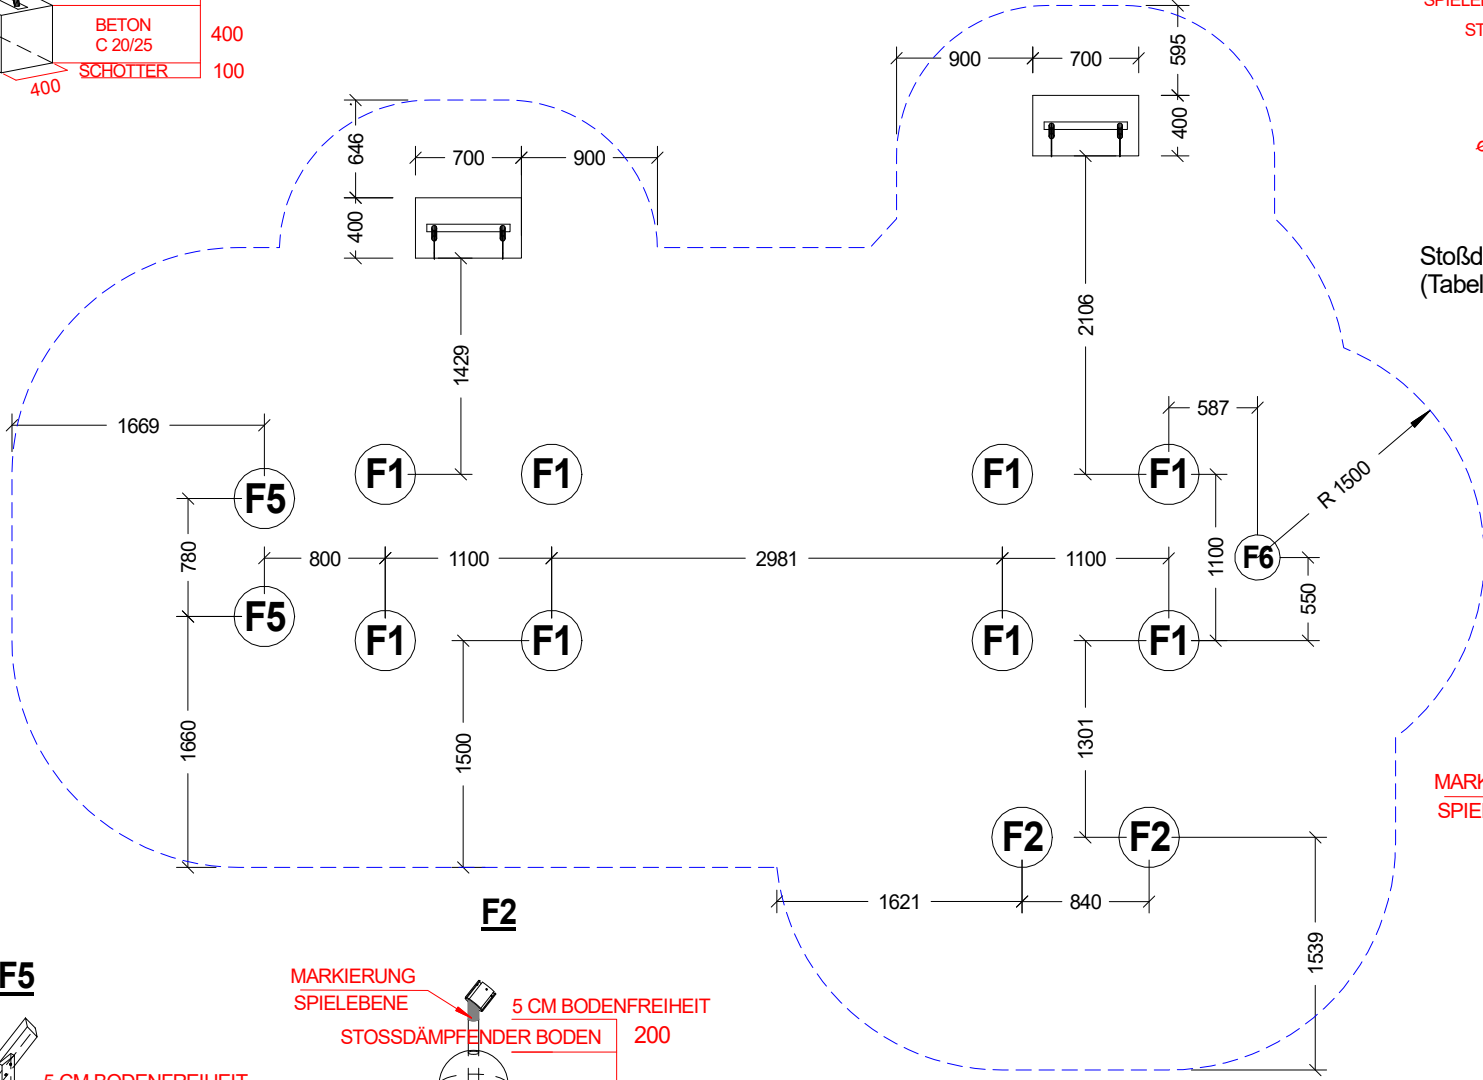 BETON
C 20/25
400
SCHOTTER
100
400
900
700
595
400
646
700
900
400
Stoßd
(Tabel
2106
1429
587
1669
R 1500
F1
F1
F1
F1
F5
780
800
1100
2981
1100
1100
F6
550
F5
F1
F1
F1
F1
1660
1500
1301
MARK
SPIEL
F2
F2
1621
840
F2
1539
F5
MARKIERUNG
SPIELEBENE
5 CM BODENFREIHEIT
STOSSDÄMPFENDER BODEN
200
5 CM BODENFREIHEIT
SPIELE
ST